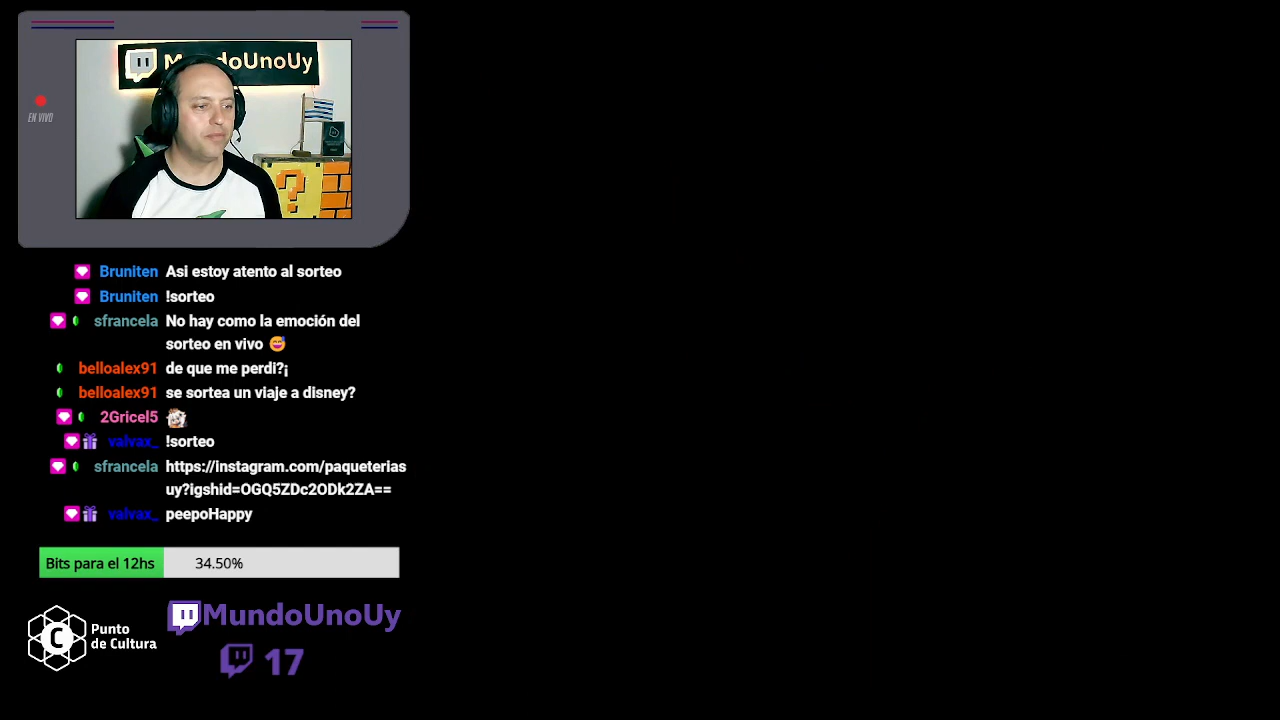 MundoUnoUy
EN VIVO
Bruniten Asi estoy atento al sorteo
Bruniten !sorteo
sfrancela No hay como la emoción del
sorteo en vivo 😅
belloalex91 de que me perdi?¡
belloalex91 se sortea un viaje a disney?
2Gricel5
valvax_ !sorteo
sfrancela https://instagram.com/paqueterias
uy?igshid=OGQ5ZDc2ODk2ZA==
valvax_ peepoHappy
Bits para el 12hs 34.50%
C Punto
de Cultura
MundoUnoUy
17